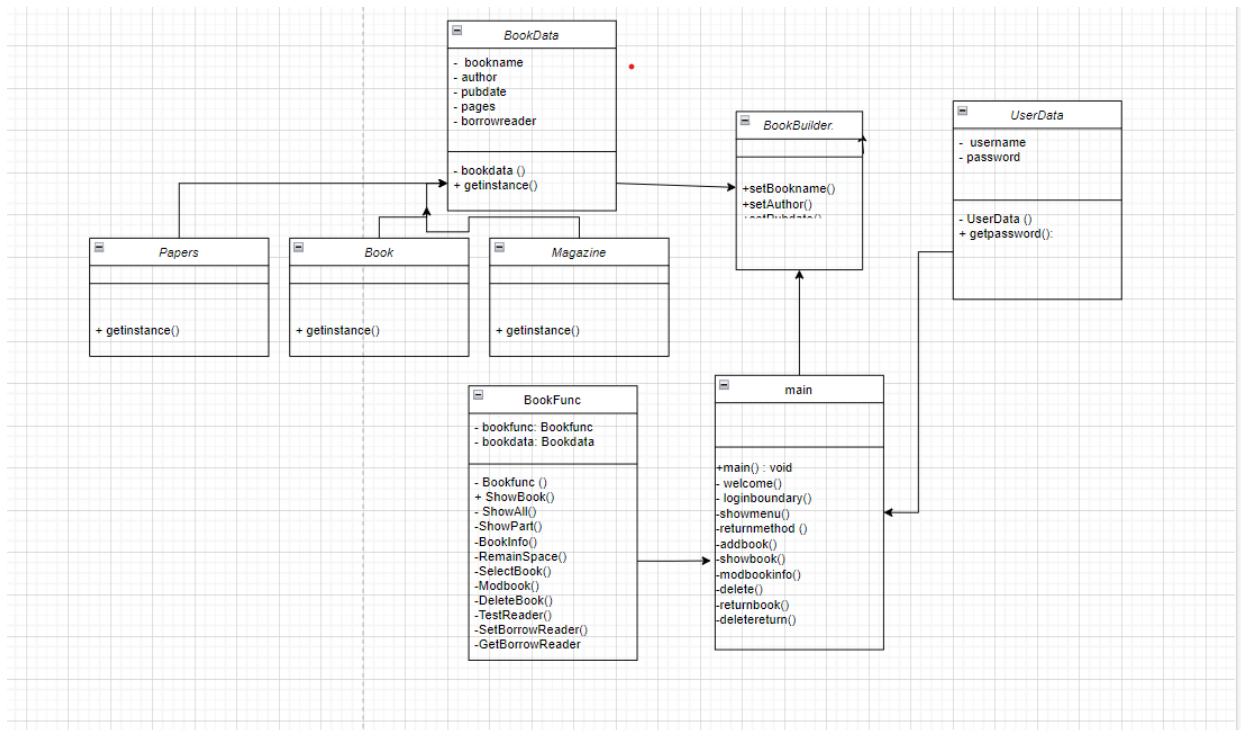 BookData
- bookname
- author
- pubdate
- pages
- borrowreader
- bookdata ()
+ getinstance()
BookBuilder.
+setBookname()
+setAuthor()
+setPubdate()
UserData
- username
- password
- UserData ()
+ getpassword():
Papers
+ getinstance()
Book
+ getinstance()
Magazine
+ getinstance()
BookFunc
- bookfunc: Bookfunc
- bookdata: Bookdata
- Bookfunc ()
+ ShowBook()
- ShowAll()
-ShowPart()
-BookInfo()
-RemainSpace()
-SelectBook()
-Modbook()
-DeleteBook()
-TestReader()
-SetBorrowReader()
-GetBorrowReader
main
+main() : void
- welcome()
- loginboundary()
-showmenu()
-returnmethod ()
-addbook()
-showbook()
-modbookinfo()
-delete()
-returnbook()
-deletereturn()